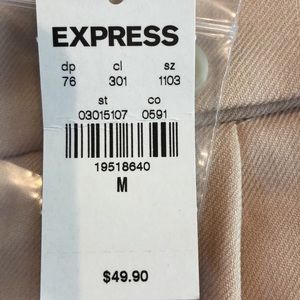 EXPRESS
dp cl sz
76 301 1103
st co
03015107 0591
19518640
M
$49.90